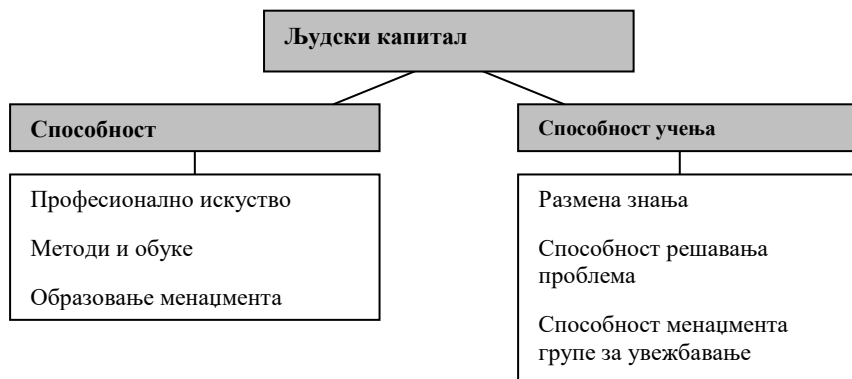 Људски капитал
Способност
Способност учења
Професионално искуство
Методи и обуке
Образовање менаџмента
Размена знања
Способност решавања
проблема
Способност менаџмента
групе за увежбавање